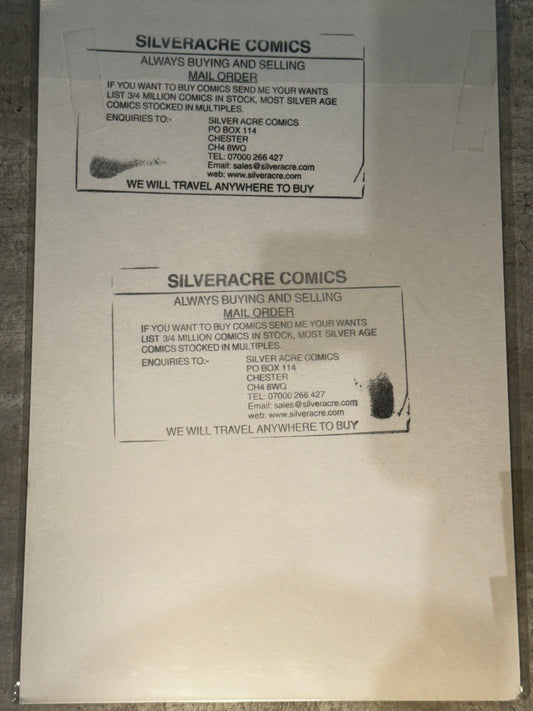 SILVERACRE COMICS
ALWAYS BUYING AND SELLING
MAIL ORDER
IF YOU WANT TO BUY COMICS SEND ME YOUR WANTS
LIST 3/4 MILLION COMICS IN STOCK, MOST SILVER AGE
COMICS STOCKED IN MULTIPLES.
ENQUIRIES TO:- SILVER ACRE COMICS
PO BOX 114
CHESTER
CH4 8WQ
TEL: 07000 266 427
Email: sales@silveracre.com
web: www.silveracre.com
WE WILL TRAVEL ANYWHERE TO BUY
SILVERACRE COMICS
ALWAYS BUYING AND SELLING
MAIL ORDER
IF YOU WANT TO BUY COMICS SEND ME YOUR WANTS
LIST 3/4 MILLION COMICS IN STOCK, MOST SILVER AGE
COMICS STOCKED IN MULTIPLES.
ENQUIRIES TO:- SILVER ACRE COMICS
PO BOX 114
CHESTER
CH4 8WQ
TEL: 07000 266 427
Email: sales@silveracre.com
web: www.silveracre.com
WE WILL TRAVEL ANYWHERE TO BUY